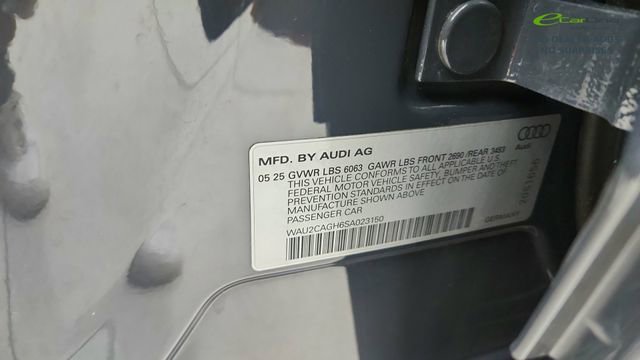 eCar
MFD. BY AUDI AG
05 25 GVWR LBS 6063 GAWR LBS FRONT 2690 /REAR 3483
THIS VEHICLE CONFORMS TO ALL APPLICABLE U.S.
FEDERAL MOTOR VEHICLE SAFETY, BUMPER AND THEFT
PREVENTION STANDARDS IN EFFECT ON THE DATE OF
MANUFACTURE SHOWN ABOVE
PASSENGER CAR
WAU2CAGH6SA023150
GERMANY
Audi